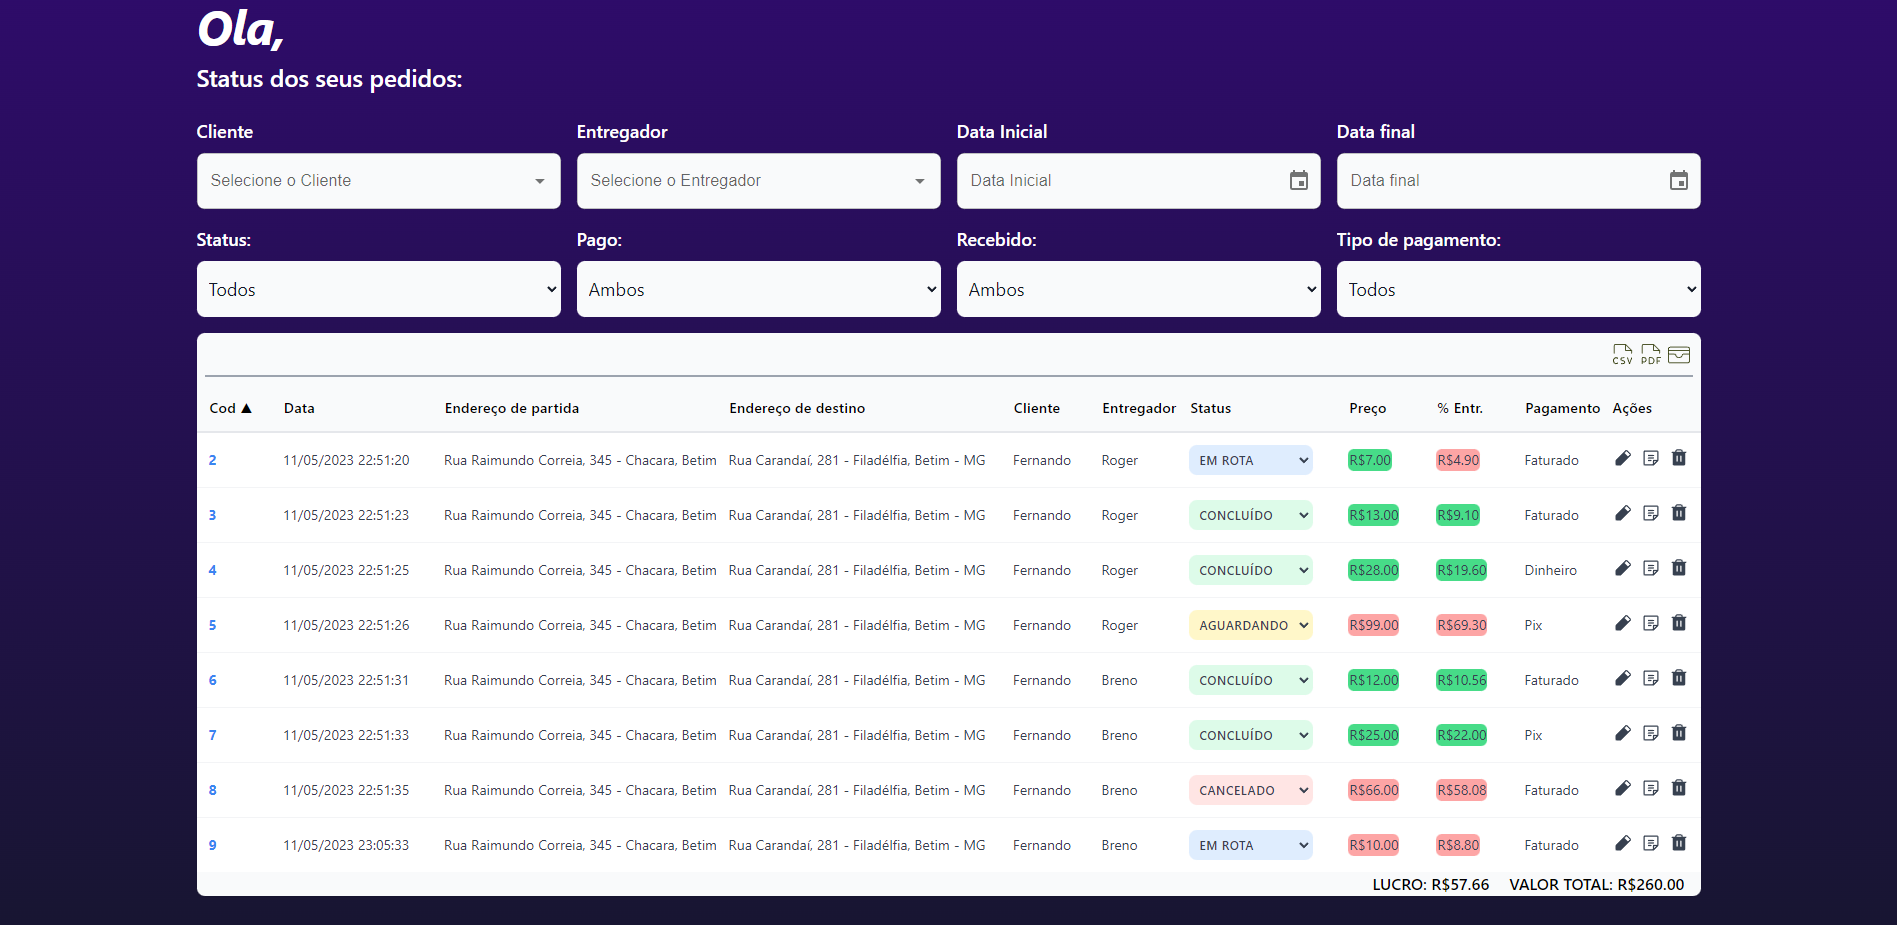 Ola,
Status dos seus pedidos:
Cliente Entregador Data Inicial Data final
Selecione o Cliente Selecione o Entregador Data Inicial Data final
Status: Pago: Recebido: Tipo de pagamento:
Todos Ambos Ambos Todos
CSV PDF
Cod ▲ Data Endereço de partida Endereço de destino Cliente Entregador Status Preço % Entr. Pagamento Ações
2 11/05/2023 22:51:20 Rua Raimundo Correia, 345 - Chacara, Betim Rua Carandaí, 281 - Filadélfia, Betim - MG Fernando Roger EM ROTA R$7.00 R$4.90 Faturado
3 11/05/2023 22:51:23 Rua Raimundo Correia, 345 - Chacara, Betim Rua Carandaí, 281 - Filadélfia, Betim - MG Fernando Roger CONCLUÍDO R$13.00 R$9.10 Faturado
4 11/05/2023 22:51:25 Rua Raimundo Correia, 345 - Chacara, Betim Rua Carandaí, 281 - Filadélfia, Betim - MG Fernando Roger CONCLUÍDO R$28.00 R$19.60 Dinheiro
5 11/05/2023 22:51:26 Rua Raimundo Correia, 345 - Chacara, Betim Rua Carandaí, 281 - Filadélfia, Betim - MG Fernando Roger AGUARDANDO R$99.00 R$69.30 Pix
6 11/05/2023 22:51:31 Rua Raimundo Correia, 345 - Chacara, Betim Rua Carandaí, 281 - Filadélfia, Betim - MG Fernando Breno CONCLUÍDO R$12.00 R$10.56 Faturado
7 11/05/2023 22:51:33 Rua Raimundo Correia, 345 - Chacara, Betim Rua Carandaí, 281 - Filadélfia, Betim - MG Fernando Breno CONCLUÍDO R$25.00 R$22.00 Pix
8 11/05/2023 22:51:35 Rua Raimundo Correia, 345 - Chacara, Betim Rua Carandaí, 281 - Filadélfia, Betim - MG Fernando Breno CANCELADO R$66.00 R$58.08 Faturado
9 11/05/2023 23:05:33 Rua Raimundo Correia, 345 - Chacara, Betim Rua Carandaí, 281 - Filadélfia, Betim - MG Fernando Breno EM ROTA R$10.00 R$8.80 Faturado
LUCRO: R$57.66 VALOR TOTAL: R$260.00